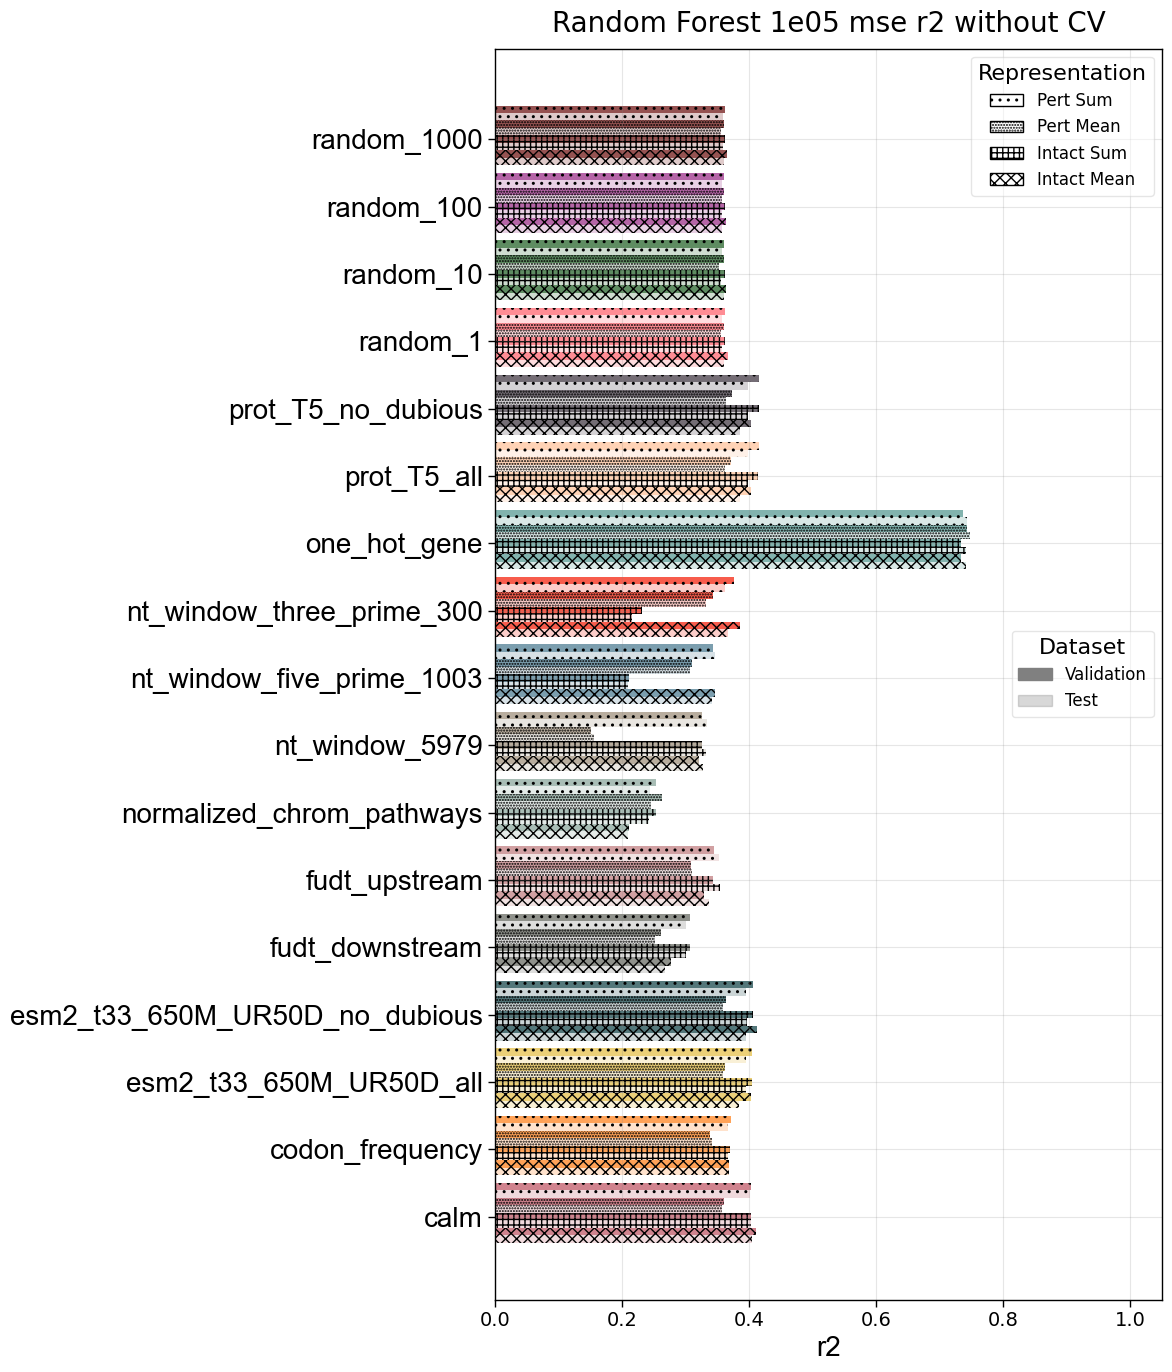 Random Forest 1e05 mse r2 without CV
Representation
Pert Sum
Pert Mean
Intact Sum
Intact Mean
random_1000
random_100
random_10
random_1
prot_T5_no_dubious
prot_T5_all
one_hot_gene
nt_window_three_prime_300
nt_window_five_prime_1003
nt_window_5979
normalized_chrom_pathways
fudt_upstream
fudt_downstream
esm2_t33_650M_UR50D_no_dubious
esm2_t33_650M_UR50D_all
codon_frequency
calm
Dataset
Validation
Test
0.0 0.2 0.4 0.6 0.8 1.0
r2